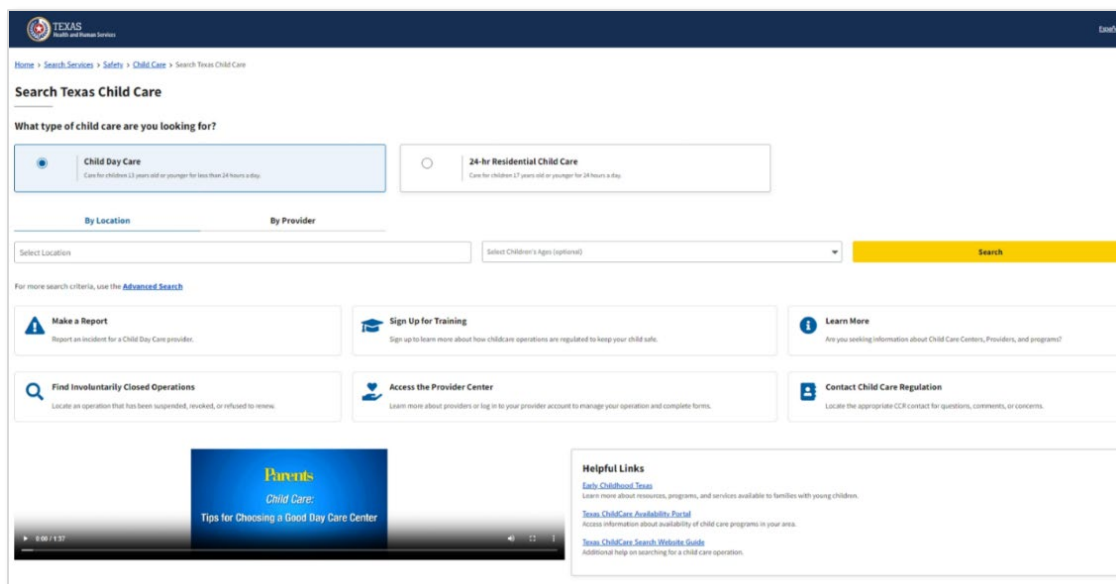 TEXAS
Health and Human Services
Home > Search Services > Safety > Child Care > Search Texas Child Care
Search Texas Child Care
What type of child care are you looking for?
Child Day Care
Care for children 13 years old or younger for less than 24 hours a day.
24-hr Residential Child Care
Care for children 17 years old or younger for 24 hours a day.
By Location
By Provider
Select Location
Select Children's Ages (optional)
Search
For more search criteria, use the Advanced Search
Make a Report
Report an incident for a Child Day Care provider.
Sign Up for Training
Sign up to learn more about how childcare operations are regulated to keep your child safe.
Learn More
Are you seeking information about Child Care Centers, Providers, and programs?
Find Involuntarily Closed Operations
Locate an operation that has been suspended, revoked, or refused to renew.
Access the Provider Center
Learn more about providers or log in to your provider account to manage your operation and complete forms.
Contact Child Care Regulation
Locate the appropriate CCR contact for questions, comments, or concerns.
Parents
Child Care:
Tips for Choosing a Good Day Care Center
0:00 / 1:37
Helpful Links
Early Childhood Texas
Learn more about resources, programs, and services available to families with young children.
Texas ChildCare Availability Portal
Access information about availability of child care programs in your area.
Texas ChildCare Search Website Guide
Additional help on searching for a child care operation.